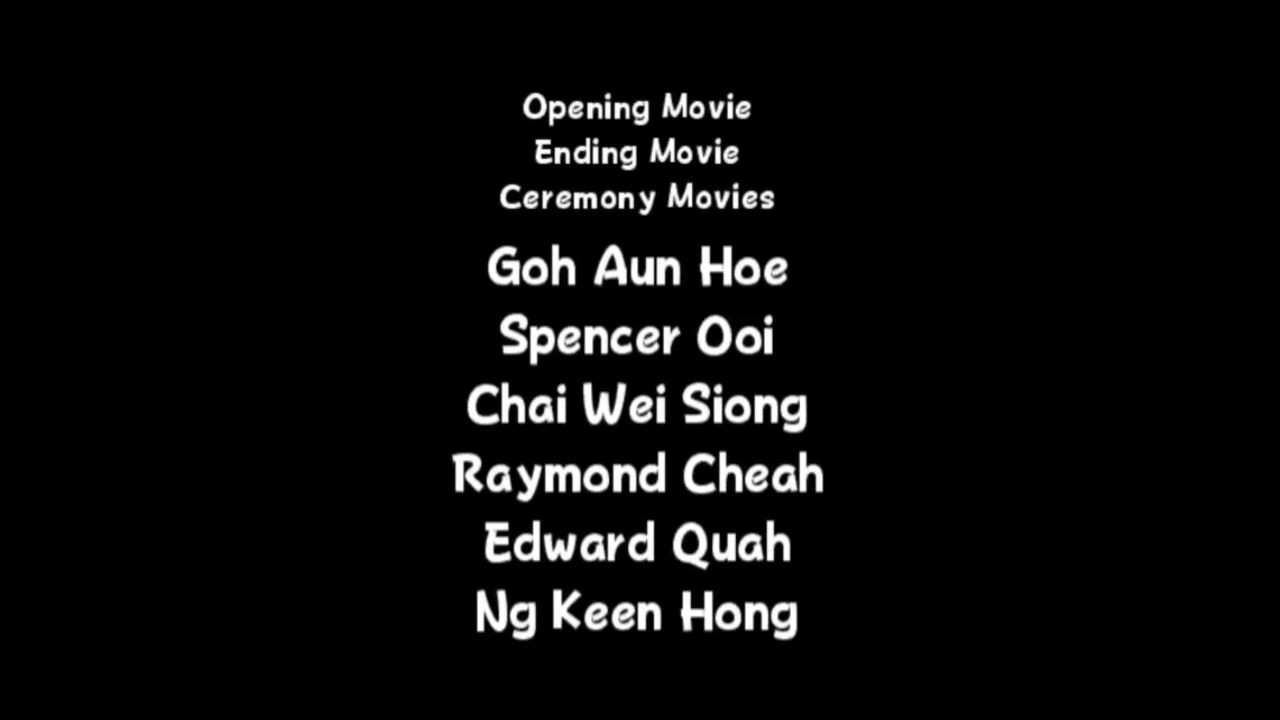 Opening Movie
Ending Movie
Ceremony Movies
Goh Aun Hoe
Spencer Ooi
Chai Wei Siong
Raymond Cheah
Edward Quah
Ng Keen Hong